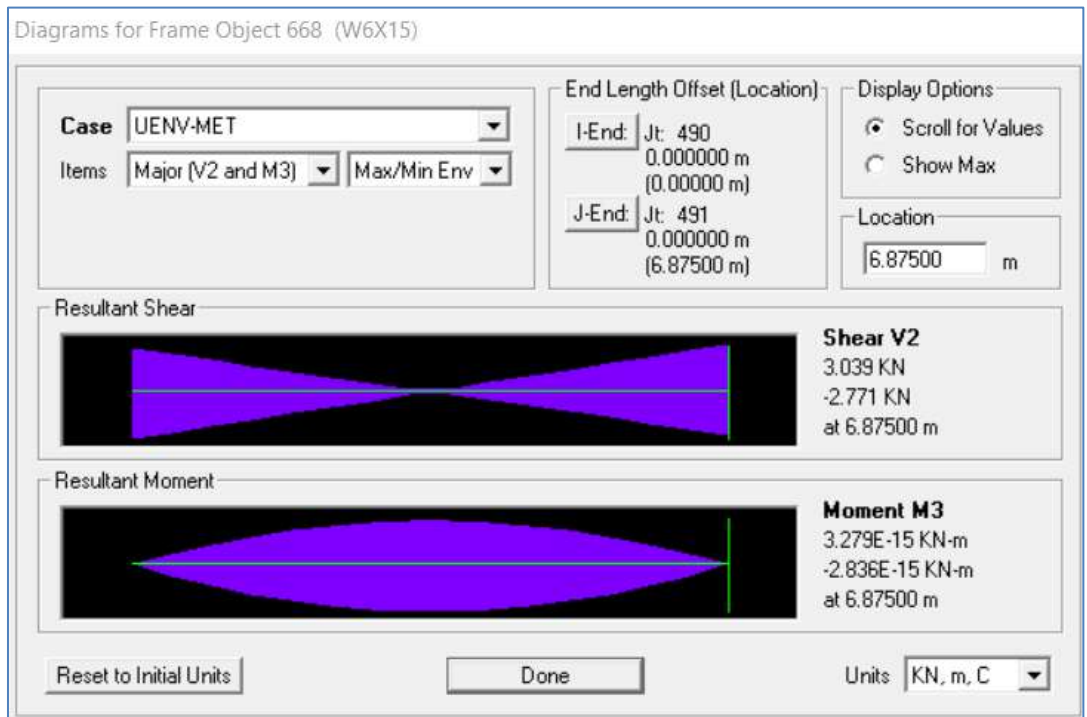 Diagrams for Frame Object 668 (W6X15)
Case UENV-MET
Items Major (V2 and M3) Max/Min Env
End Length Offset (Location)
I-End: Jt: 490
0.000000 m
(0.00000 m)
J-End: Jt: 491
0.000000 m
(6.87500 m)
Display Options
Scroll for Values
Show Max
Location
6.87500 m
Resultant Shear
Shear V2
3.039 KN
-2.771 KN
at 6.87500 m
Resultant Moment
Moment M3
3.279E-15 KN-m
-2.836E-15 KN-m
at 6.87500 m
Reset to Initial Units Done Units KN, m, C